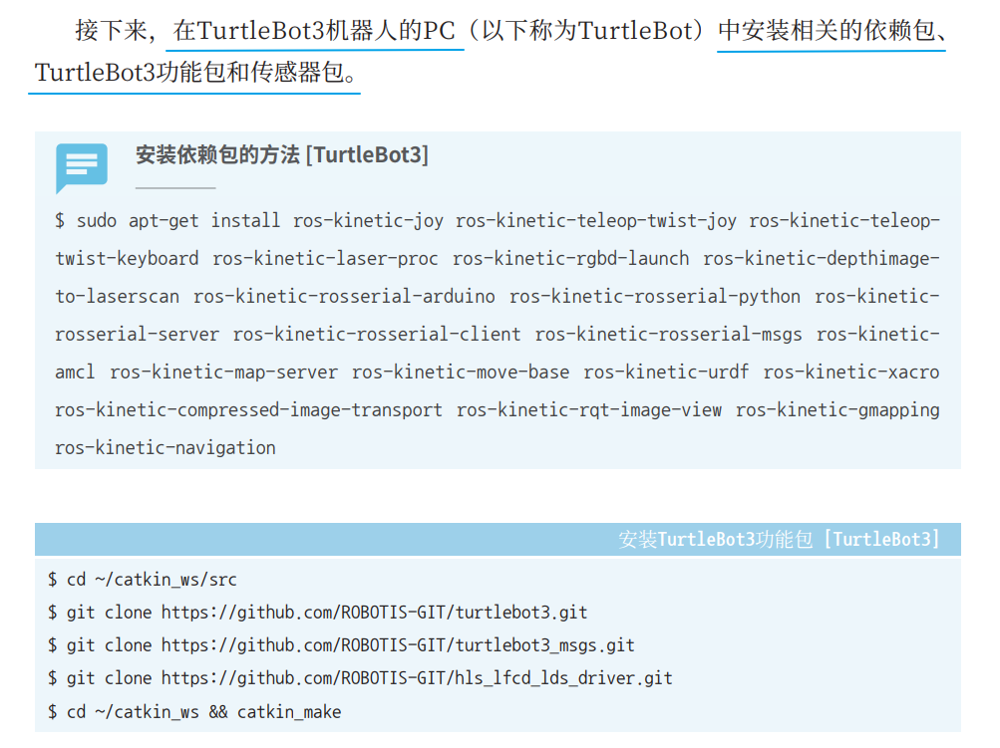 接下来，在TurtleBot3机器人的PC（以下称为TurtleBot）中安装相关的依赖包、
TurtleBot3功能包和传感器包。
安装依赖包的方法 [TurtleBot3]
$ sudo apt-get install ros-kinetic-joy ros-kinetic-teleop-twist-joy ros-kinetic-teleop-
twist-keyboard ros-kinetic-laser-proc ros-kinetic-rgbd-launch ros-kinetic-depthimage-
to-laserscan ros-kinetic-rosserial-arduino ros-kinetic-rosserial-python ros-kinetic-
rosserial-server ros-kinetic-rosserial-client ros-kinetic-rosserial-msgs ros-kinetic-
amcl ros-kinetic-map-server ros-kinetic-move-base ros-kinetic-urdf ros-kinetic-xacro
ros-kinetic-compressed-image-transport ros-kinetic-rqt-image-view ros-kinetic-gmapping
ros-kinetic-navigation
安装TurtleBot3功能包 [TurtleBot3]
$ cd ~/catkin_ws/src
$ git clone https://github.com/ROBOTIS-GIT/turtlebot3.git
$ git clone https://github.com/ROBOTIS-GIT/turtlebot3_msgs.git
$ git clone https://github.com/ROBOTIS-GIT/hls_lfcd_lds_driver.git
$ cd ~/catkin_ws && catkin_make